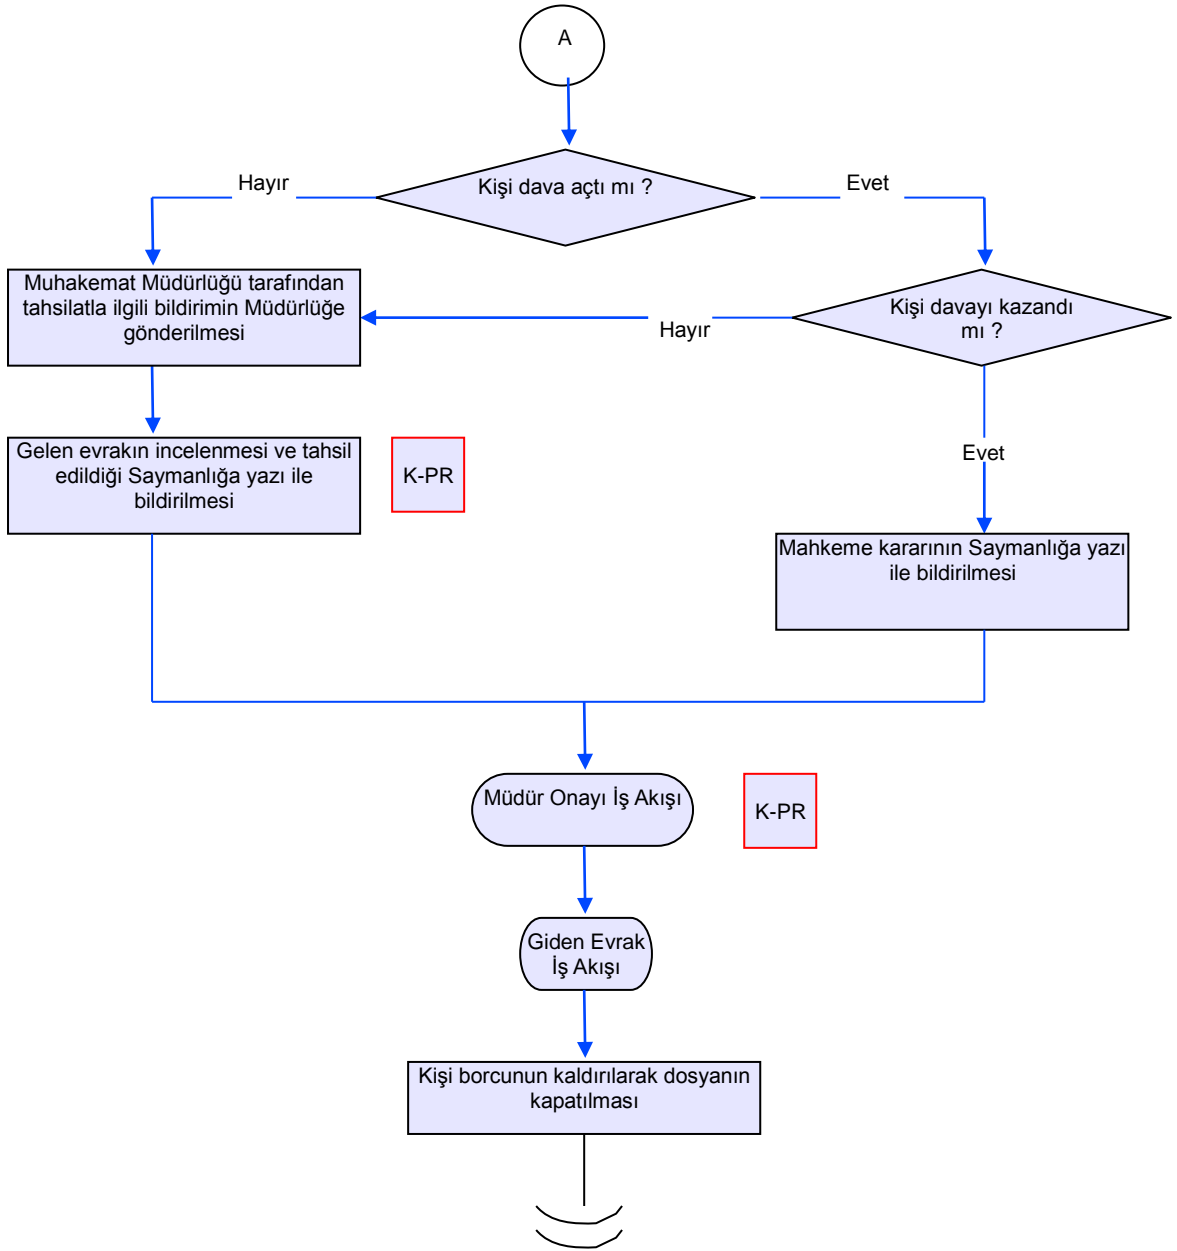 A
Kişi dava açtı mı ?
Hayır
Evet
Muhakemat Müdürlüğü tarafından
tahsilatla ilgili bildirimin Müdürlüğe
gönderilmesi
Kişi davayı kazandı
mı ?
Hayır
Gelen evrakın incelenmesi ve tahsil
edildiği Saymanlığa yazı ile
bildirilmesi
K-PR
Evet
Mahkeme kararının Saymanlığa yazı
ile bildirilmesi
Müdür Onayı İş Akışı
K-PR
Giden Evrak
İş Akışı
Kişi borcunun kaldırılarak dosyanın
kapatılması